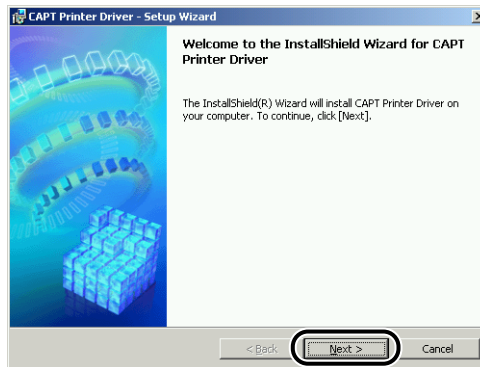 CAPT Printer Driver - Setup Wizard
Welcome to the InstallShield Wizard for CAPT
Printer Driver
The InstallShield(R) Wizard will install CAPT Printer Driver on
your computer. To continue, click [Next].
< Back
Next >
Cancel